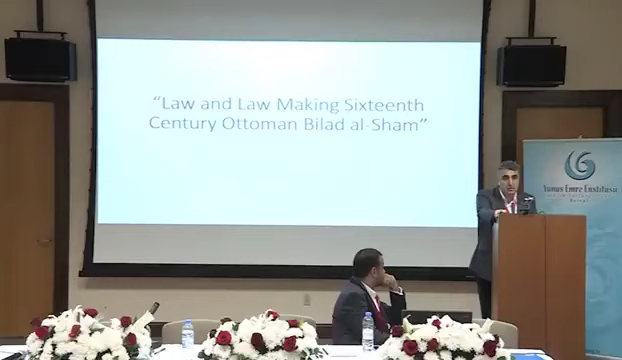 “Law and Law Making Sixteenth
Century Ottoman Bilad al-Sham”
Yunus Emre Enstitüsü